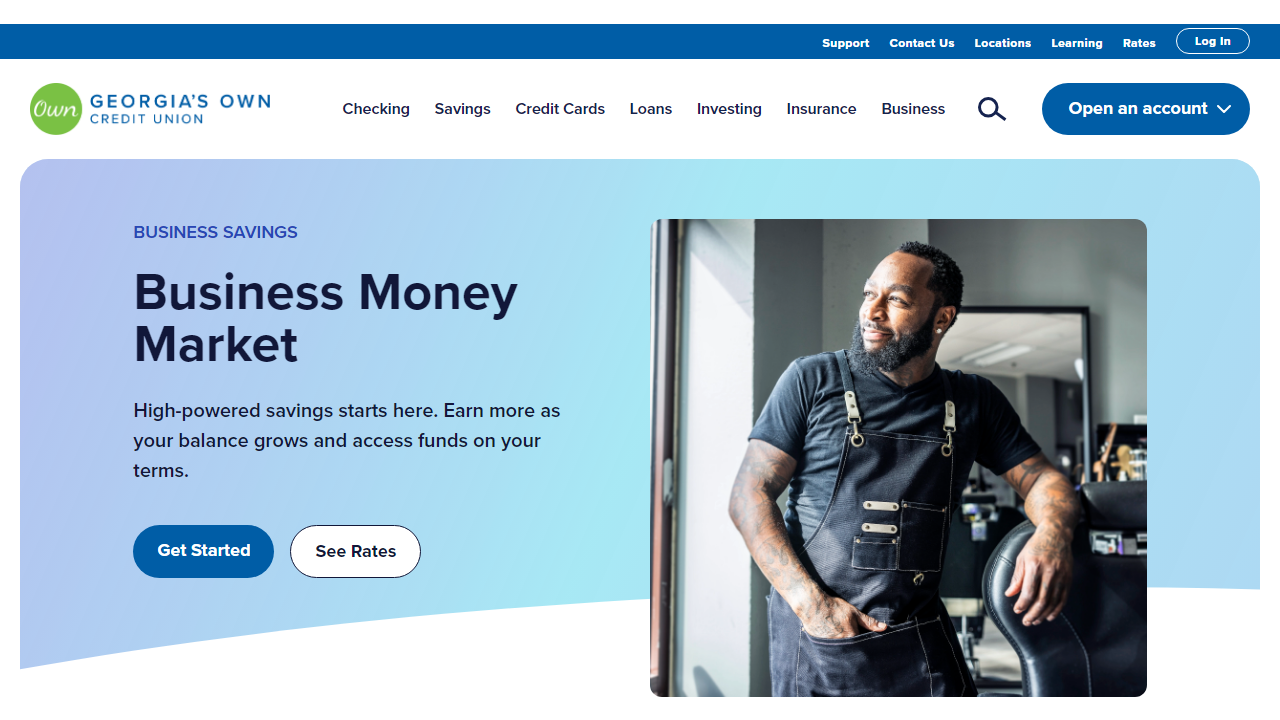 Support Contact Us Locations Learning Rates Log In
Own GEORGIA'S OWN
CREDIT UNION
Checking Savings Credit Cards Loans Investing Insurance Business
Open an account
BUSINESS SAVINGS
Business Money
Market
High-powered savings starts here. Earn more as
your balance grows and access funds on your
terms.
Get Started See Rates